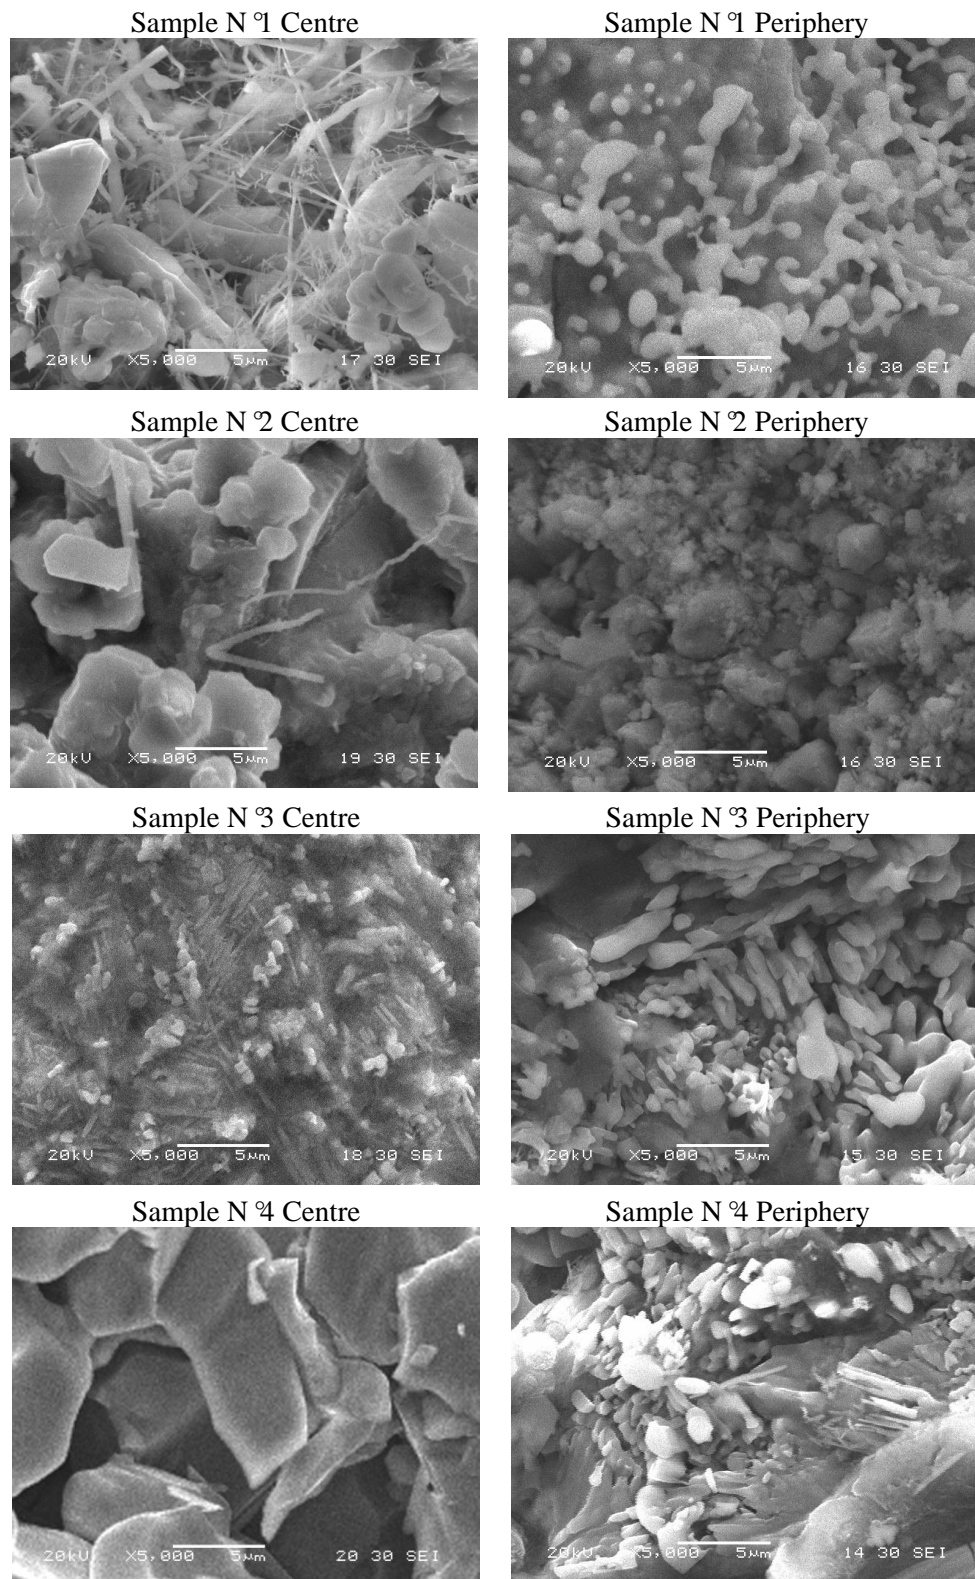 Sample N°1 Centre
Sample N°1 Periphery
20kV X5,000 5µm 17 30 SEI
20kV X5,000 5µm 16 30 SEI
Sample N°2 Centre
Sample N°2 Periphery
20kV X5,000 5µm 19 30 SEI
20kV X5,000 5µm 16 30 SEI
Sample N°3 Centre
Sample N°3 Periphery
20kV X5,000 5µm 18 30 SEI
20kV X5,000 5µm 15 30 SEI
Sample N°4 Centre
Sample N°4 Periphery
20kV X5,000 5µm 20 30 SEI
20kV X5,000 5µm 14 30 SEI